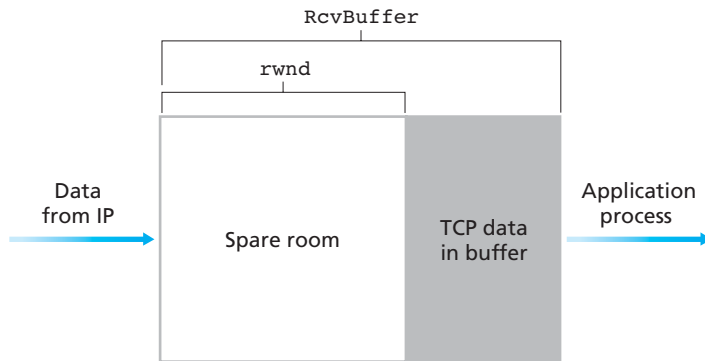 RcvBuffer
rwnd
Data
from IP
Spare room
TCP data
in buffer
Application
process